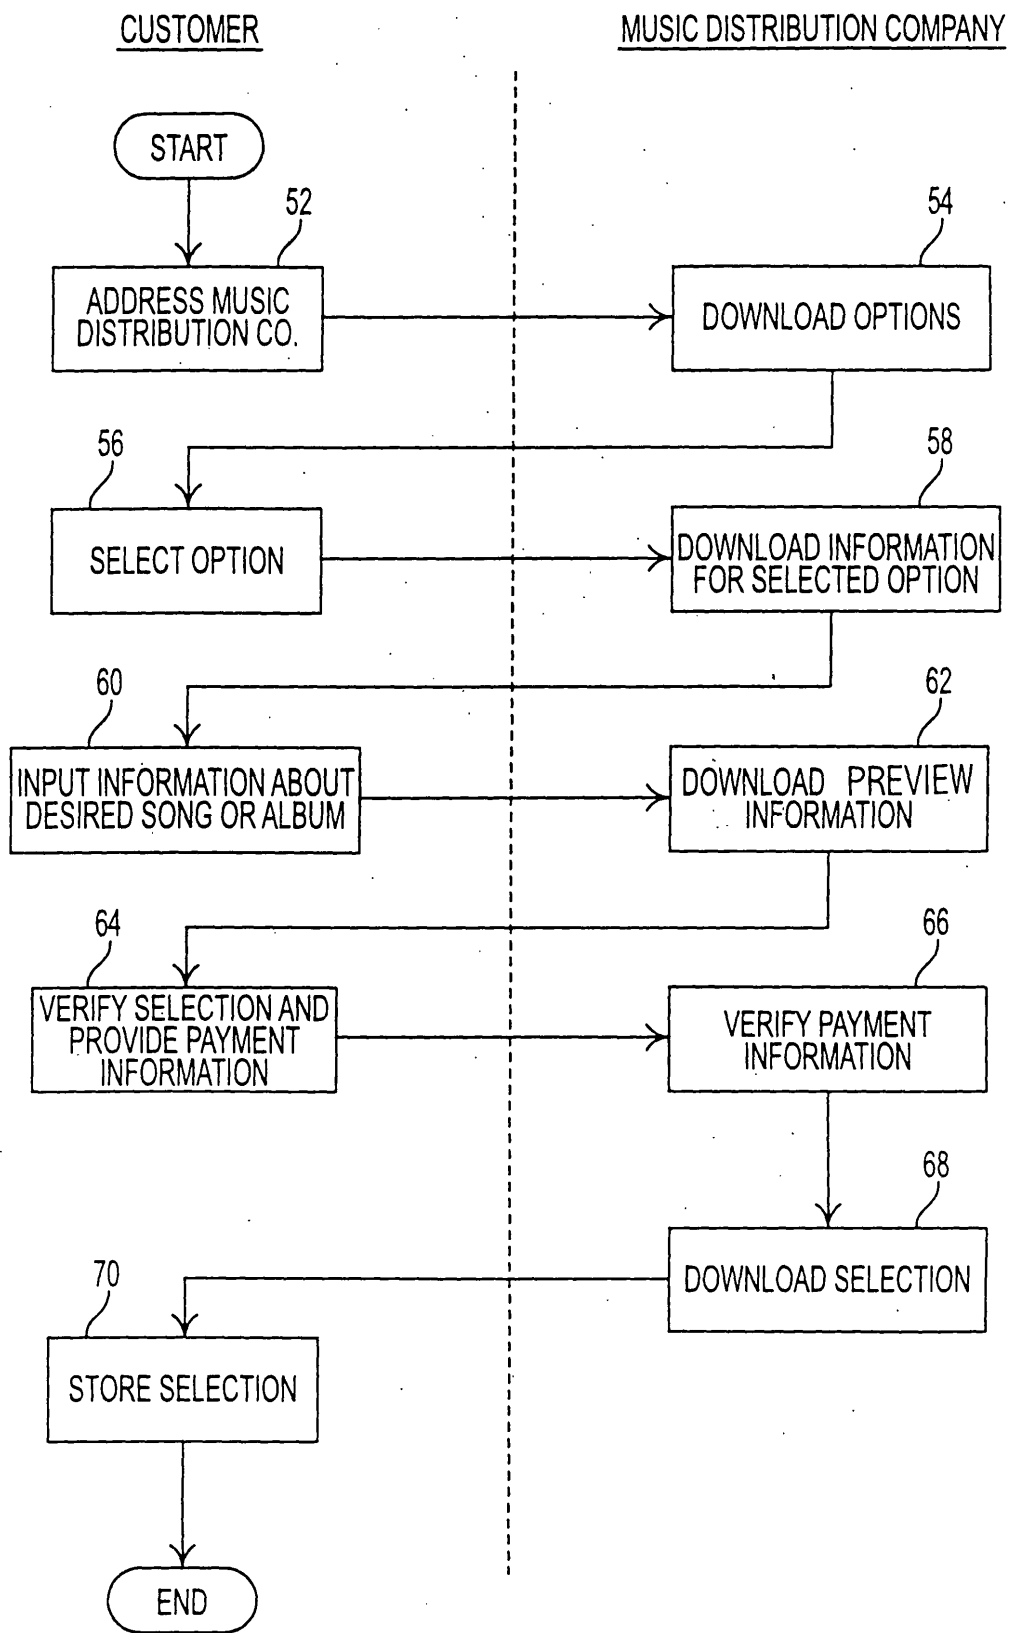 CUSTOMER
MUSIC DISTRIBUTION COMPANY
START
52
ADDRESS MUSIC
DISTRIBUTION CO.
54
DOWNLOAD OPTIONS
56
SELECT OPTION
58
DOWNLOAD INFORMATION
FOR SELECTED OPTION
60
INPUT INFORMATION ABOUT
DESIRED SONG OR ALBUM
62
DOWNLOAD PREVIEW
INFORMATION
64
VERIFY SELECTION AND
PROVIDE PAYMENT
INFORMATION
66
VERIFY PAYMENT
INFORMATION
68
DOWNLOAD SELECTION
70
STORE SELECTION
END